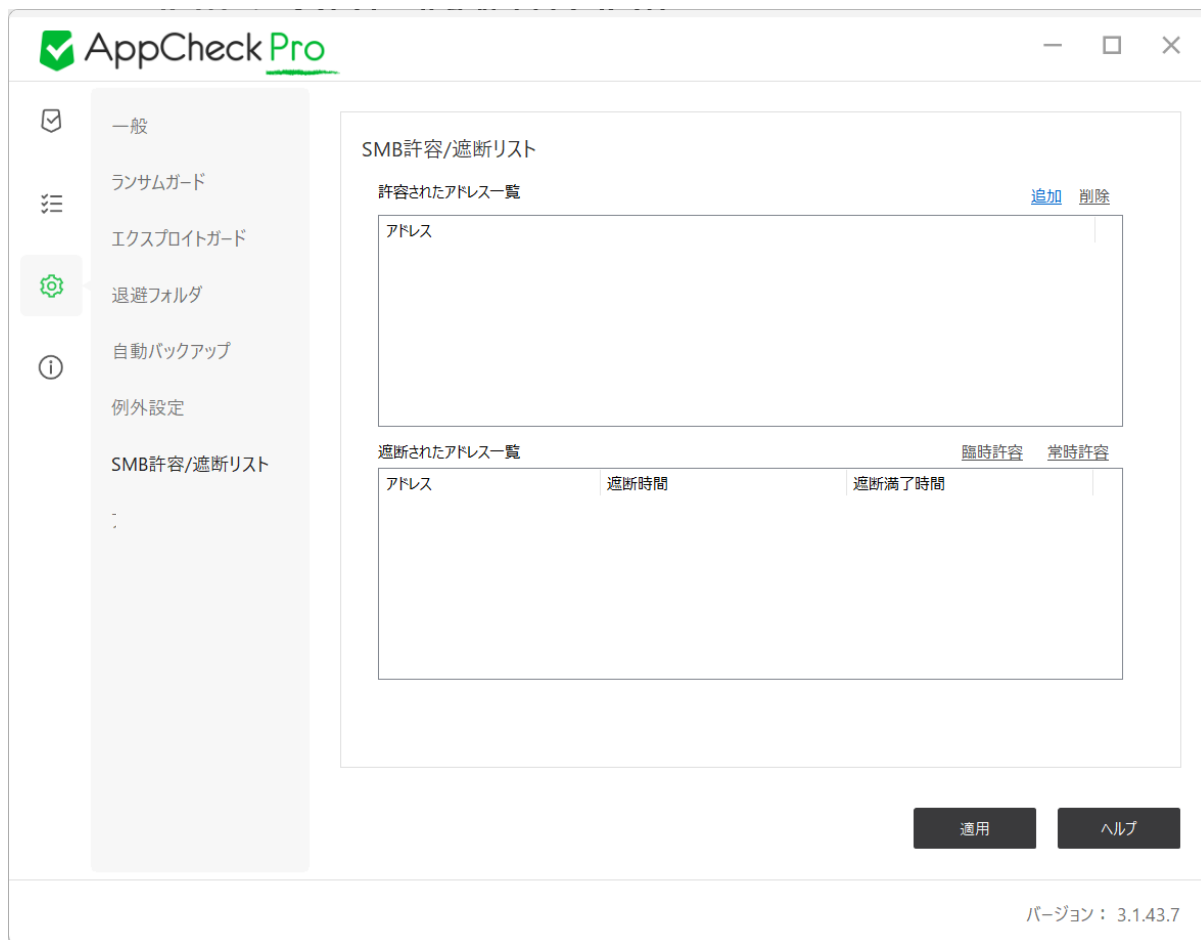 AppCheck Pro
一般
ランサムガード
エクスプロイトガード
退避フォルダ
自動バックアップ
例外設定
SMB許容/遮断リスト
SMB許容/遮断リスト
許容されたアドレス一覧
追加 削除
アドレス
遮断されたアドレス一覧
臨時許容 常時許容
アドレス 遮断時間 遮断満了時間
適用 ヘルプ
バージョン： 3.1.43.7